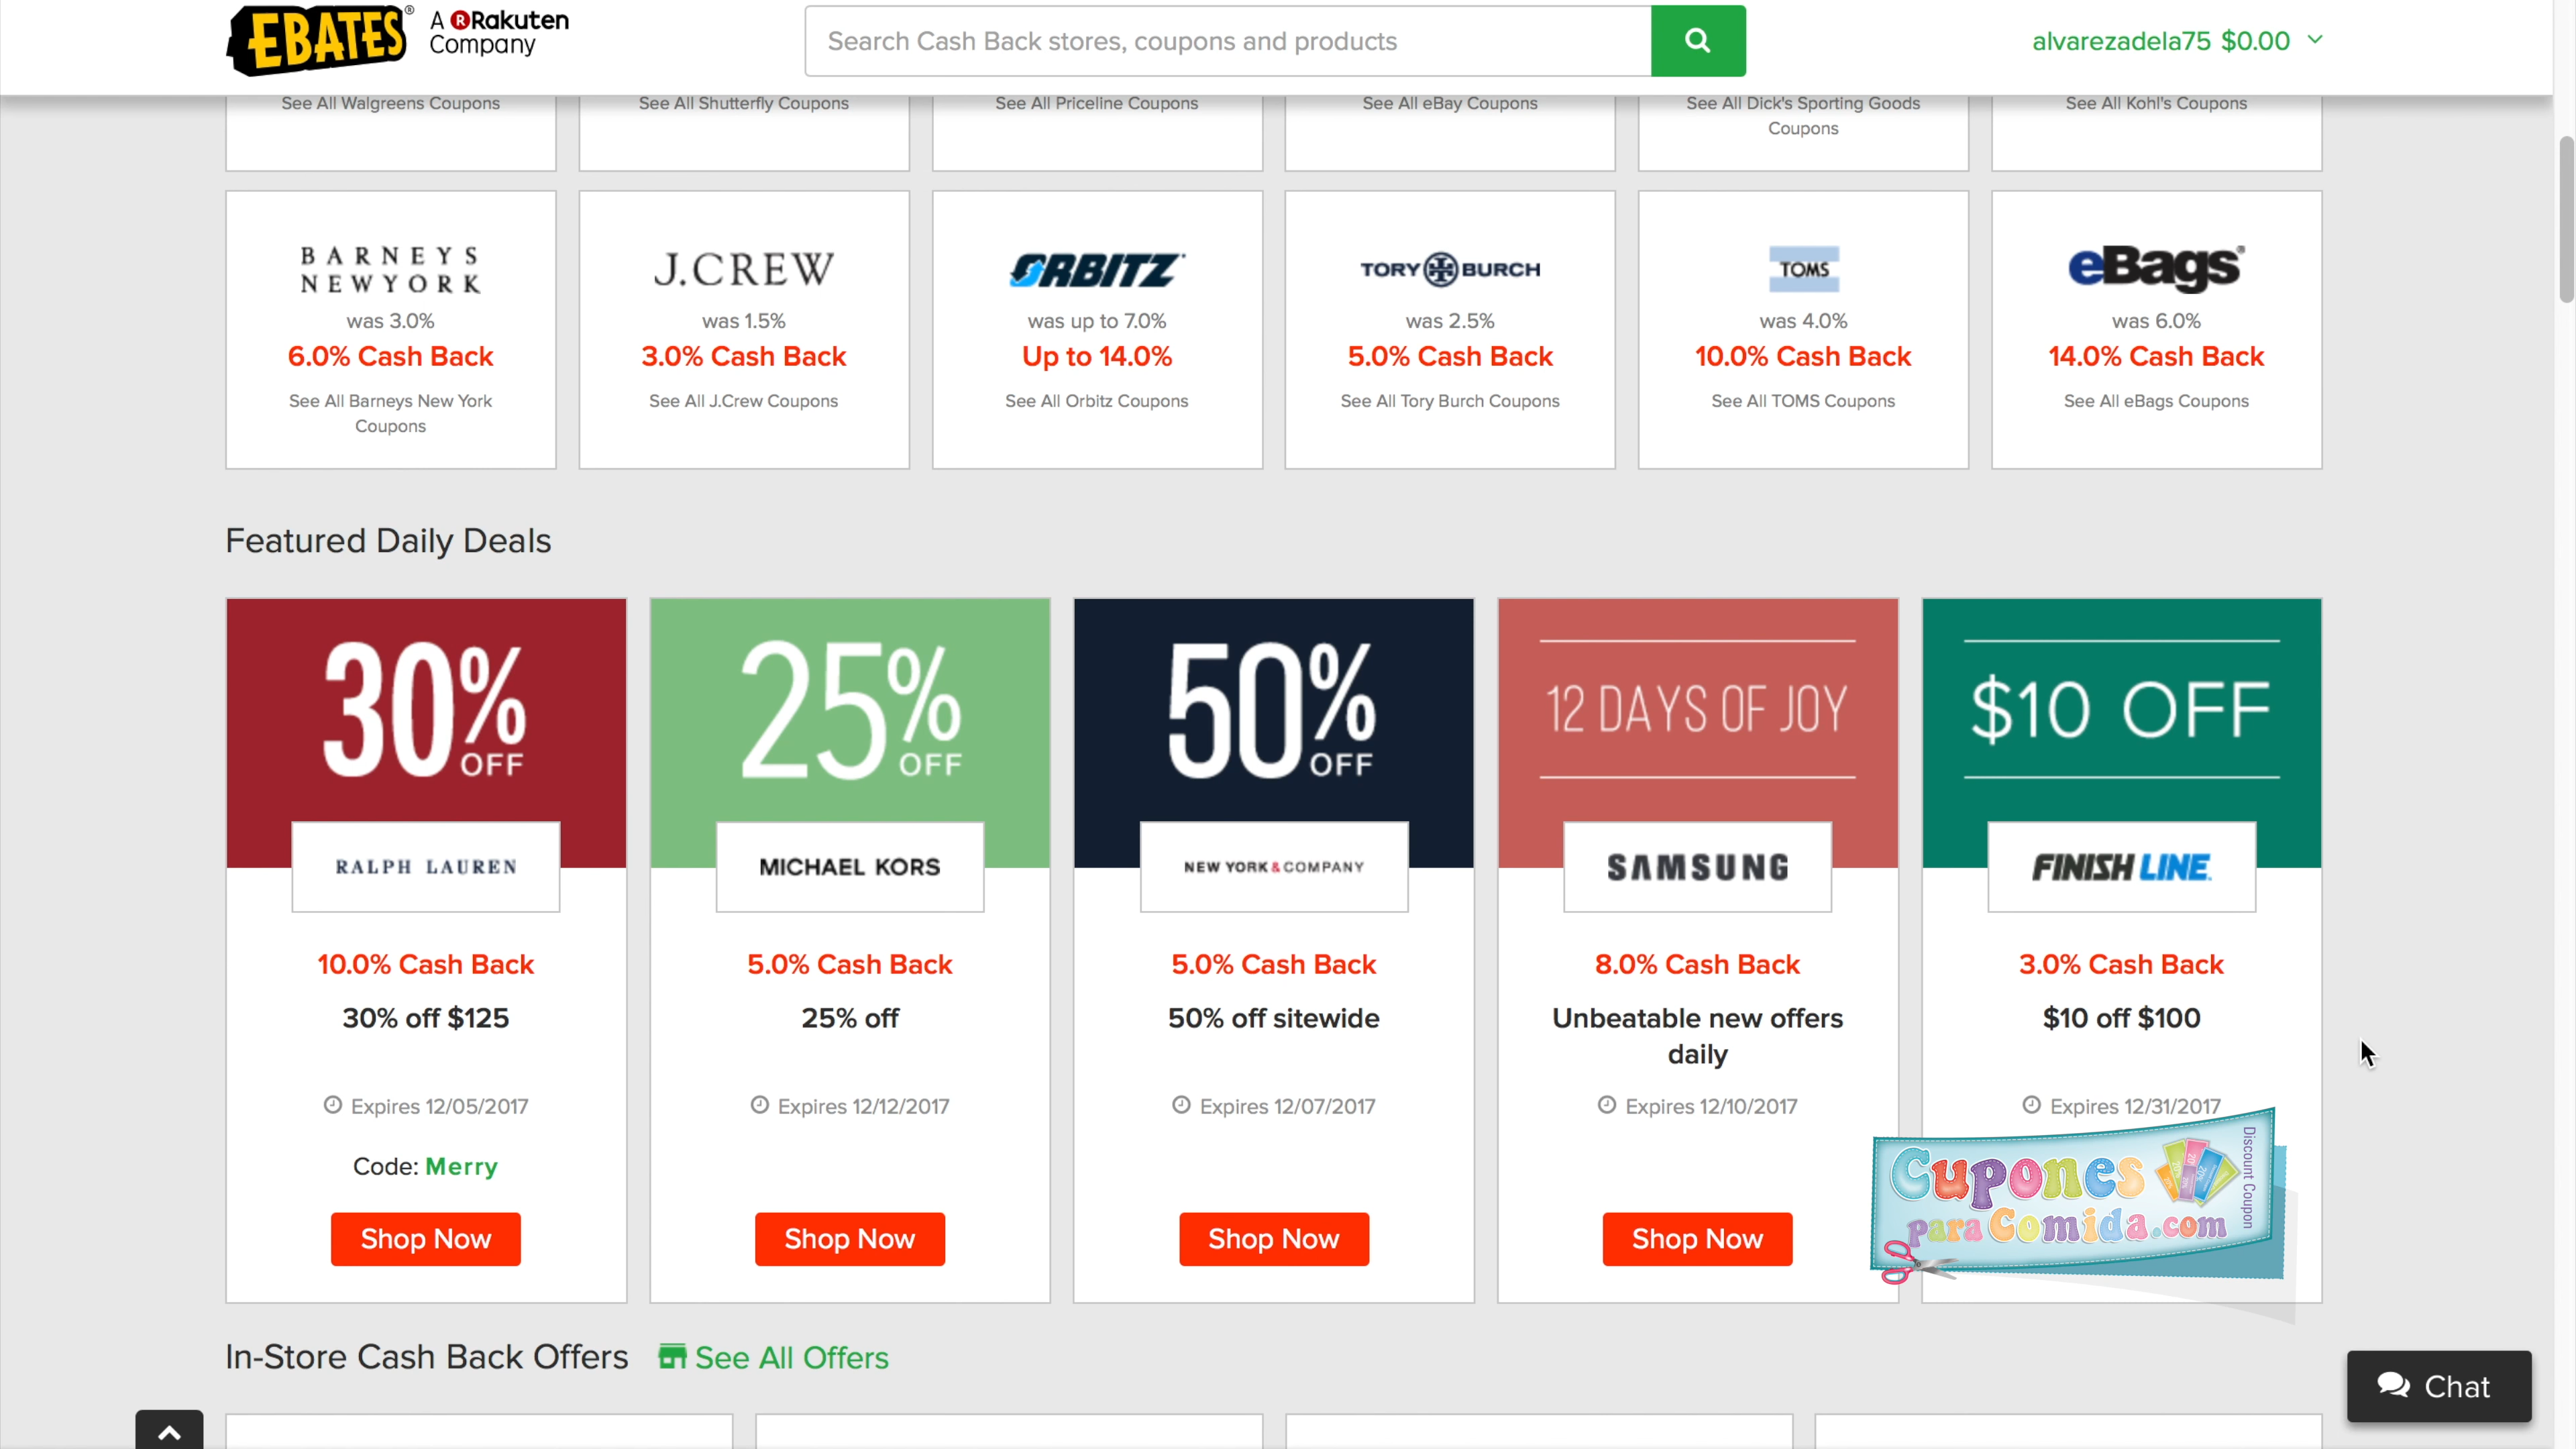 EBATES®
A Rakuten
Company
Search Cash Back stores, coupons and products
alvarezadela75 $0.00
See All Walgreens Coupons
See All Shutterfly Coupons
See All Priceline Coupons
See All eBay Coupons
See All Dick's Sporting Goods
Coupons
See All Kohl's Coupons
BARNEYS
NEWYORK
was 3.0%
6.0% Cash Back
See All Barneys New York
Coupons
J.CREW
was 1.5%
3.0% Cash Back
See All J.Crew Coupons
ORBITZ
was up to 7.0%
Up to 14.0%
See All Orbitz Coupons
TORY BURCH
was 2.5%
5.0% Cash Back
See All Tory Burch Coupons
TOMS
was 4.0%
10.0% Cash Back
See All TOMS Coupons
eBags
was 6.0%
14.0% Cash Back
See All eBags Coupons
Featured Daily Deals
30% OFF
RALPH LAUREN
10.0% Cash Back
30% off $125
Expires 12/05/2017
Code: Merry
Shop Now
25% OFF
MICHAEL KORS
5.0% Cash Back
25% off
Expires 12/12/2017
Shop Now
50% OFF
NEW YORK & COMPANY
5.0% Cash Back
50% off sitewide
Expires 12/07/2017
Shop Now
12 DAYS OF JOY
SAMSUNG
8.0% Cash Back
Unbeatable new offers
daily
Expires 12/10/2017
Shop Now
$10 OFF
FINISH LINE
3.0% Cash Back
$10 off $100
Expires 12/31/2017
Cupones
para Comida.com
Discount Coupon
In-Store Cash Back Offers
See All Offers
Chat